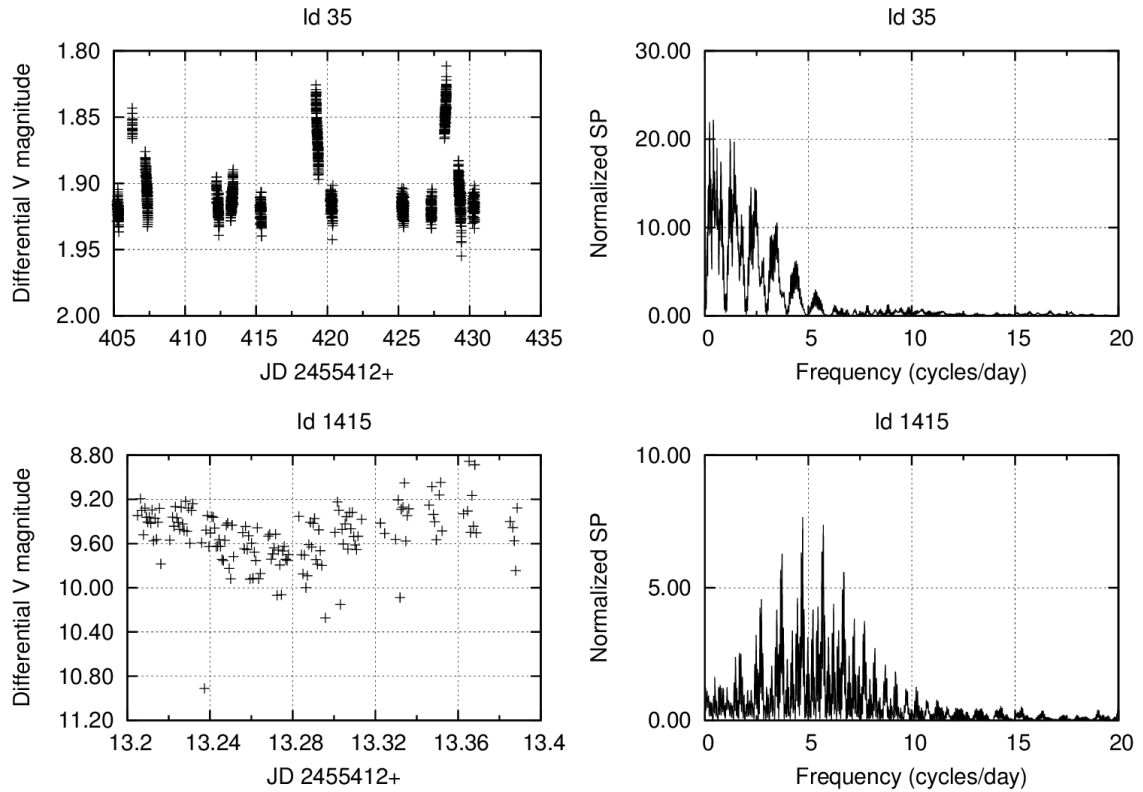 Id 35
1.80
1.85
1.90
1.95
2.00
Differential V magnitude
405 410 415 420 425 430 435
JD 2455412+
Id 35
30.00
20.00
10.00
0.00
Normalized SP
0 5 10 15 20
Frequency (cycles/day)
Id 1415
8.80
9.20
9.60
10.00
10.40
10.80
11.20
Differential V magnitude
13.2 13.24 13.28 13.32 13.36 13.4
JD 2455412+
Id 1415
10.00
5.00
0.00
Normalized SP
0 5 10 15 20
Frequency (cycles/day)